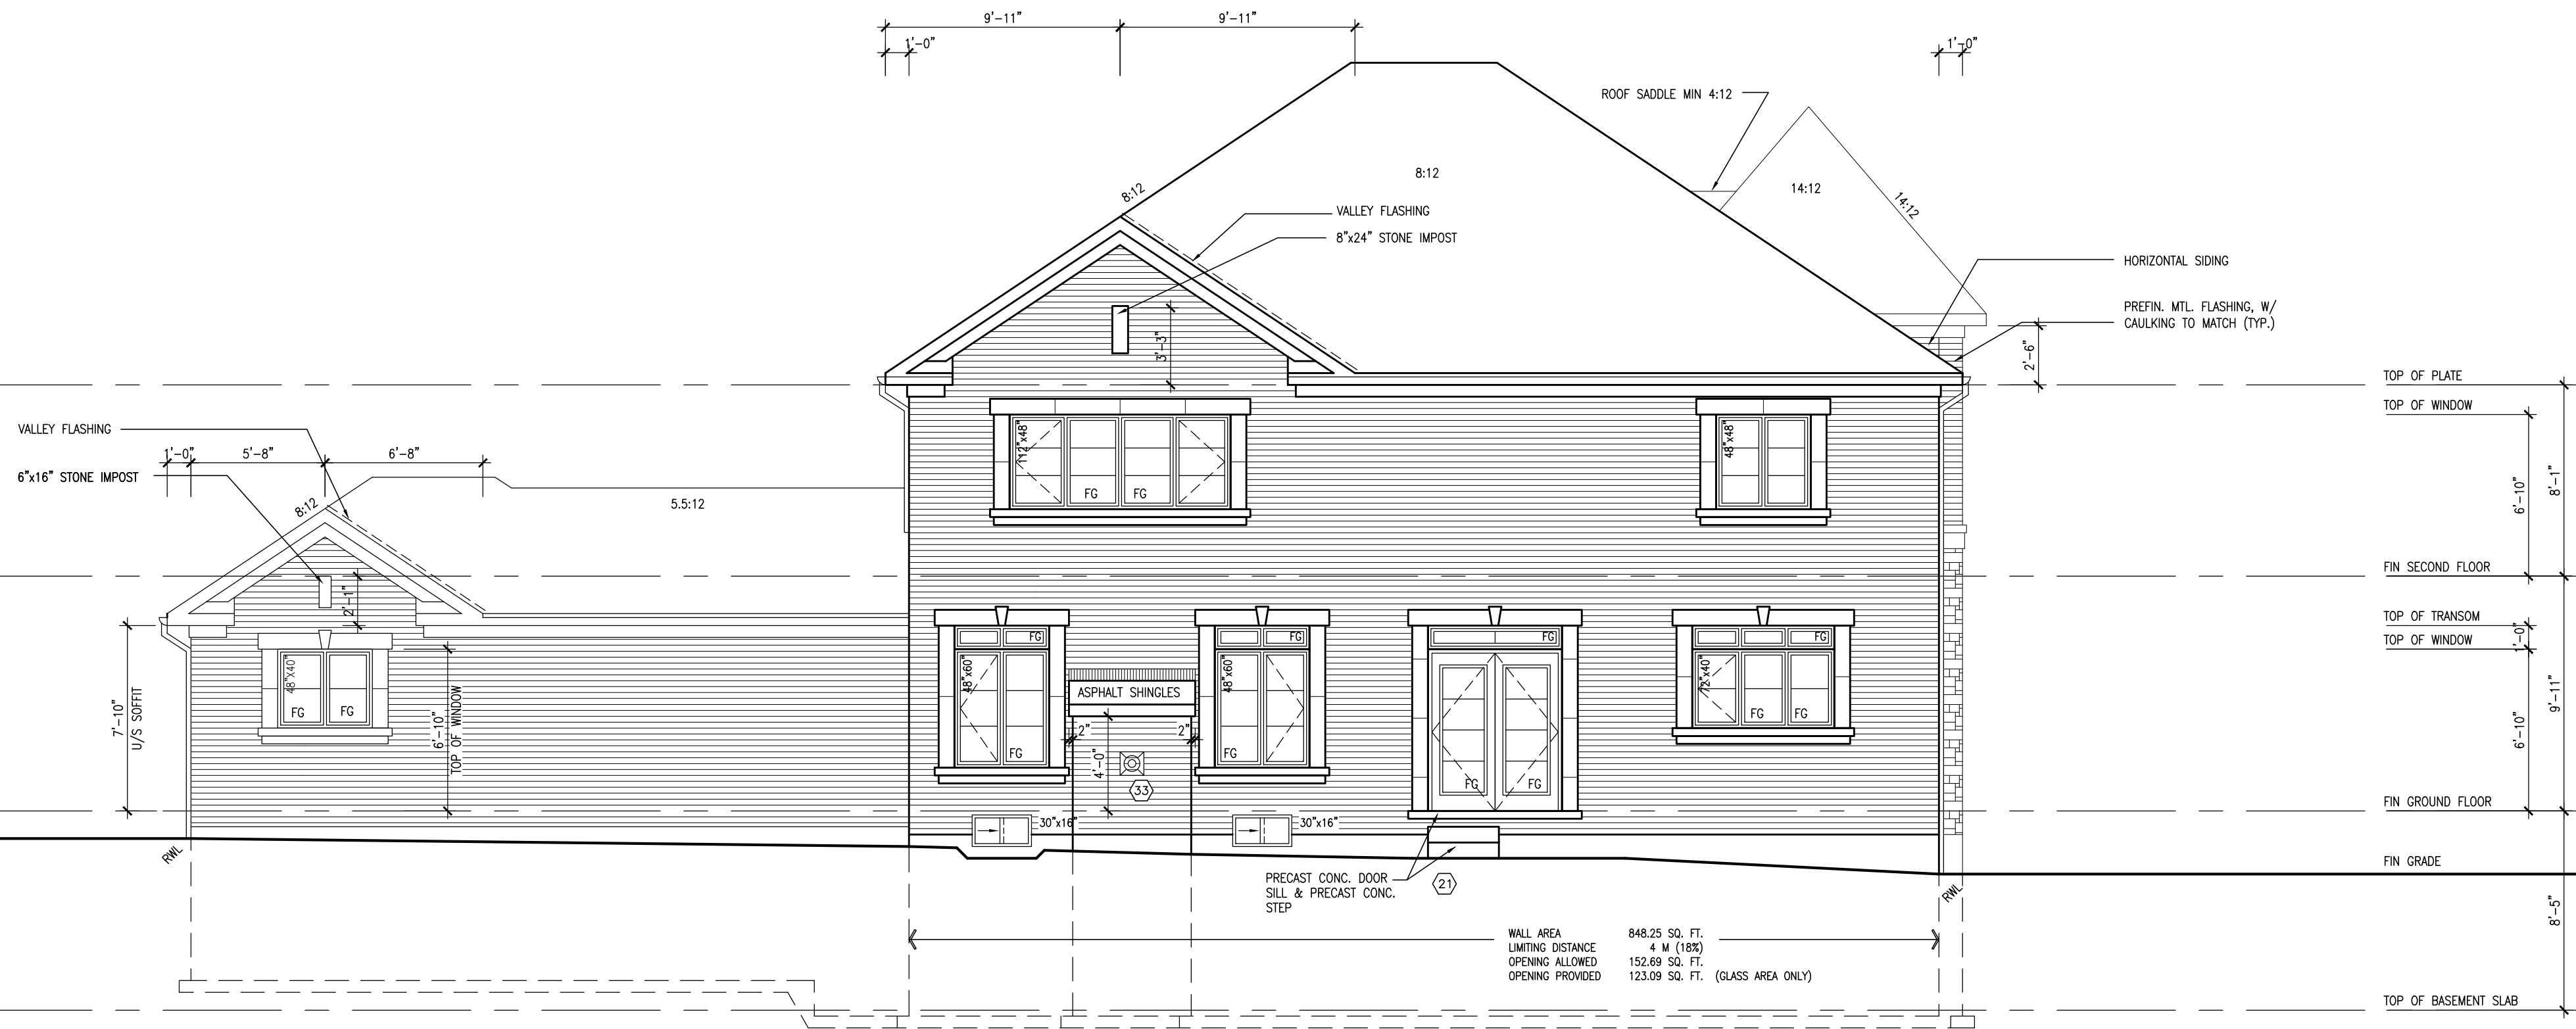 9'-11"
9'-11"
1'-0"
1'-0"
ROOF SADDLE MIN 4:12
8:12
14:12
8:12
14:12
VALLEY FLASHING
8"x24" STONE IMPOST
HORIZONTAL SIDING
PREFIN. MTL. FLASHING, W/
CAULKING TO MATCH (TYP.)
3'-3"
2'-6"
TOP OF PLATE
TOP OF WINDOW
VALLEY FLASHING
1'-0"
5'-8"
6'-8"
6"x16" STONE IMPOST
8:12
5.5:12
112"x48"
FG
FG
48"x48"
6'-10"
8'-1"
FIN SECOND FLOOR
2'-1"
TOP OF TRANSOM
TOP OF WINDOW
1'-0"
FG
FG
FG
FG
48"x40"
FG
FG
48"x60"
FG
ASPHALT SHINGLES
48"x60"
FG
72"x40"
FG
FG
7'-10"
U/S SOFFIT
6'-10"
TOP OF WINDOW
2"
2"
4'-0"
33
FG
FG
6'-10"
9'-11"
FIN GROUND FLOOR
30"x16"
30"x16"
RWL
FIN GRADE
PRECAST CONC. DOOR
SILL & PRECAST CONC.
STEP
21
RWL
8'-5"
WALL AREA 848.25 SQ. FT.
LIMITING DISTANCE 4 M (18%)
OPENING ALLOWED 152.69 SQ. FT.
OPENING PROVIDED 123.09 SQ. FT. (GLASS AREA ONLY)
TOP OF BASEMENT SLAB